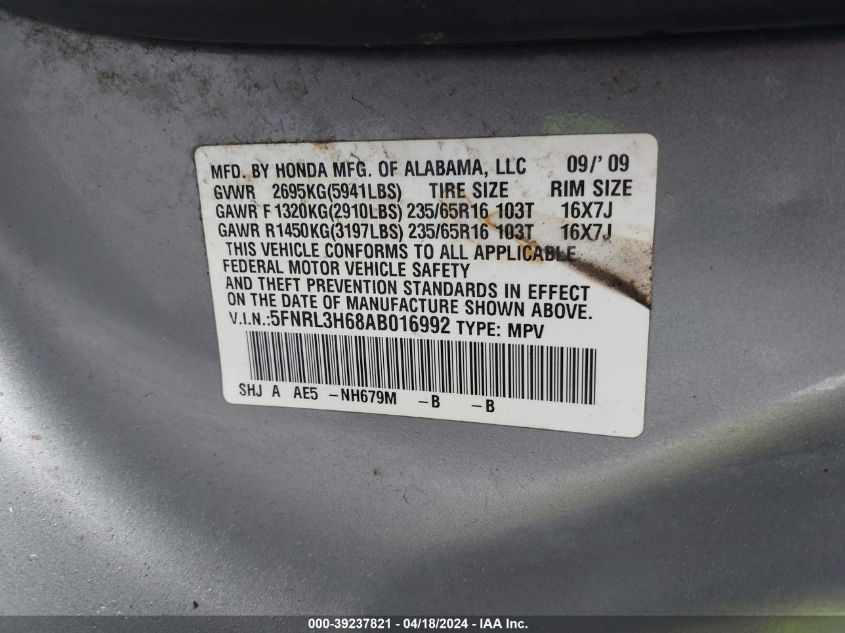 MFD. BY HONDA MFG. OF ALABAMA, LLC 09/' 09
GVWR 2695KG(5941LBS) TIRE SIZE RIM SIZE
GAWR F 1320KG(2910LBS) 235/65R16 103T 16X7J
GAWR R1450KG(3197LBS) 235/65R16 103T 16X7J
THIS VEHICLE CONFORMS TO ALL APPLICABLE
FEDERAL MOTOR VEHICLE SAFETY
AND THEFT PREVENTION STANDARDS IN EFFECT
ON THE DATE OF MANUFACTURE SHOWN ABOVE.
V.I.N.:5FNRL3H68AB016992 TYPE: MPV
SHJ A AE5 -NH679M -B -B
000-39237821 - 04/18/2024 - IAA Inc.